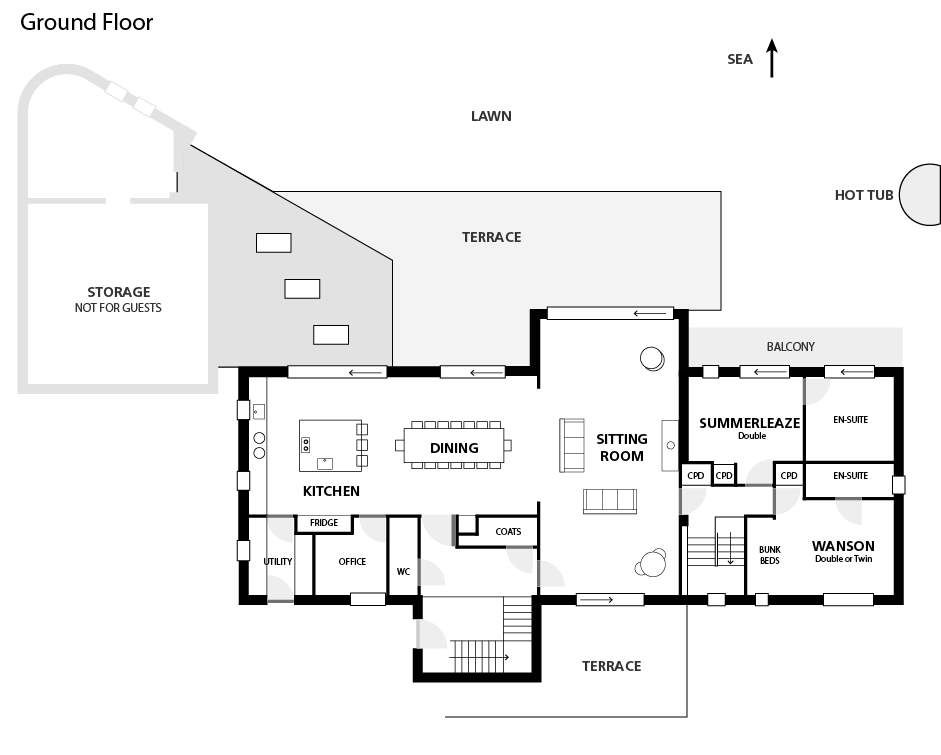 Ground Floor
SEA
LAWN
HOT TUB
TERRACE
STORAGE
NOT FOR GUESTS
BALCONY
SUMMERLEAZE
Double
EN-SUITE
DINING
SITTING
ROOM
KITCHEN
CPD
CPD
CPD
EN-SUITE
FRIDGE
COATS
UTILITY
OFFICE
WC
BUNK
BEDS
WANSON
Double or Twin
TERRACE